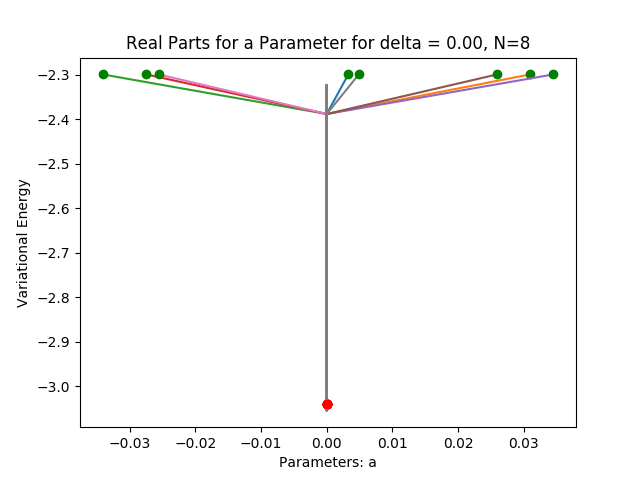 Real Parts for a Parameter for delta = 0.00, N=8
Variational Energy
−2.3
−2.4
−2.5
−2.6
−2.7
−2.8
−2.9
−3.0
−0.03 −0.02 −0.01 0.00 0.01 0.02 0.03
Parameters: a